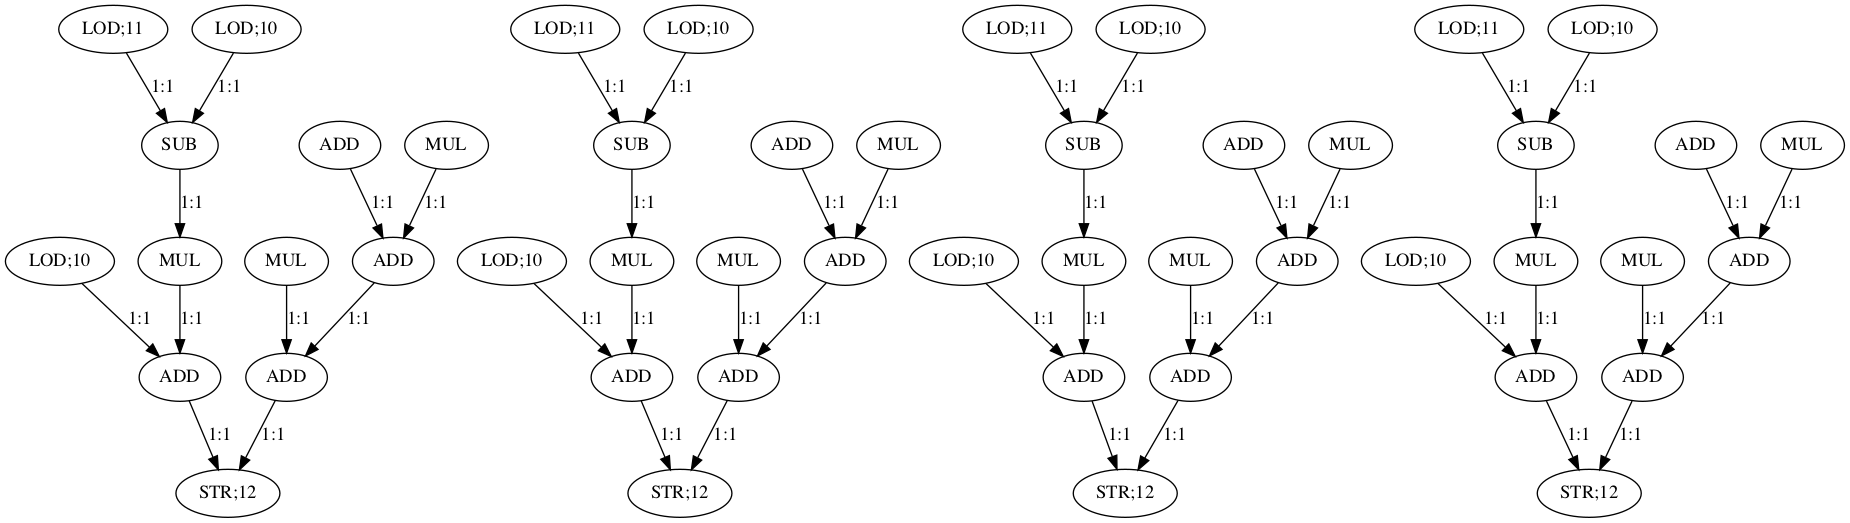 LOD;11 LOD;10 LOD;11 LOD;10 LOD;11 LOD;10 LOD;11 LOD;10
1:1 1:1 1:1 1:1 1:1 1:1 1:1 1:1
SUB ADD MUL SUB ADD MUL SUB ADD MUL SUB ADD MUL
1:1 1:1 1:1 1:1 1:1 1:1 1:1 1:1 1:1 1:1 1:1 1:1
LOD;10 MUL MUL ADD LOD;10 MUL MUL ADD LOD;10 MUL MUL ADD LOD;10 MUL MUL ADD
1:1 1:1 1:1 1:1 1:1 1:1 1:1 1:1 1:1 1:1 1:1 1:1 1:1 1:1 1:1 1:1
ADD ADD ADD ADD ADD ADD ADD ADD
1:1 1:1 1:1 1:1 1:1 1:1 1:1 1:1
STR;12 STR;12 STR;12 STR;12